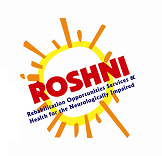 ROSHNI
Rehabilitation Opportunities Services &
Health for the Neurologically Impaired